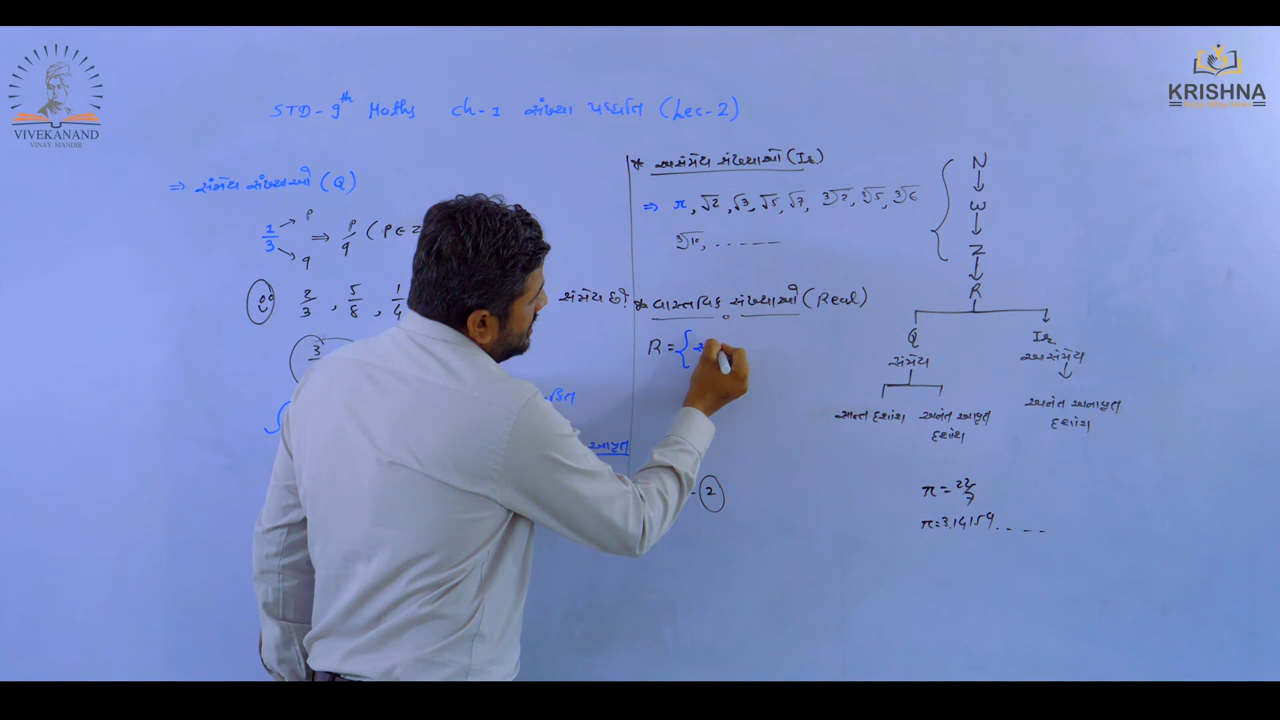 VIVEKANAND
VINAY MANDIR
KRISHNA
STD-9th Maths ch-1 સંખ્યા પદ્ધતિ (Lec-2)
⇒ સંમેય સંખ્યાઓ (Q)
1/3 → p → q ⇒ p/q (P ∈ Z
2/3 , 5/8 , 1/4
સંમેય છે?
3
આવૃત્ત
* અસંમેય સંખ્યાઓ (Ir)
⇒ π, √2, √3, √5, √7, ∛2, ∛5, ∛6
∛10, ......
* વાસ્તવિક સંખ્યાઓ (Real)
R = {
2
N
↓
W
↓
Z
↓
R
Q Ir
સંમેય અસંમેય
સાન્ત દશાંશ અનંત આવૃત્ત દશાંશ
અનંત અનાવૃત્ત દશાંશ
π = 22/7
π = 3.14159....